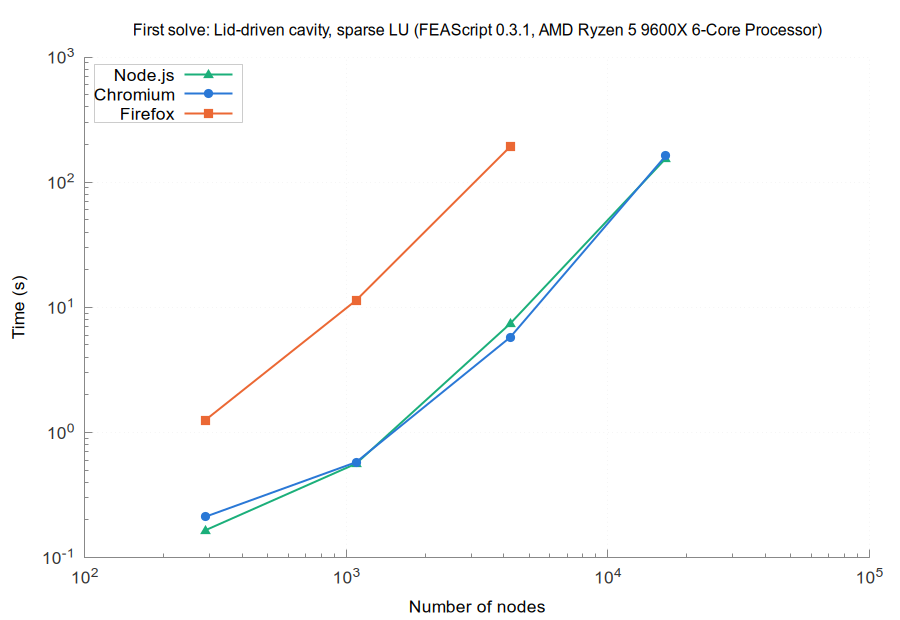 First solve: Lid-driven cavity, sparse LU (FEAScript 0.3.1, AMD Ryzen 5 9600X 6-Core Processor)
10³
Node.js
Chromium
Firefox
10²
10¹
10⁰
10⁻¹
Time (s)
10² 10³ 10⁴ 10⁵
Number of nodes